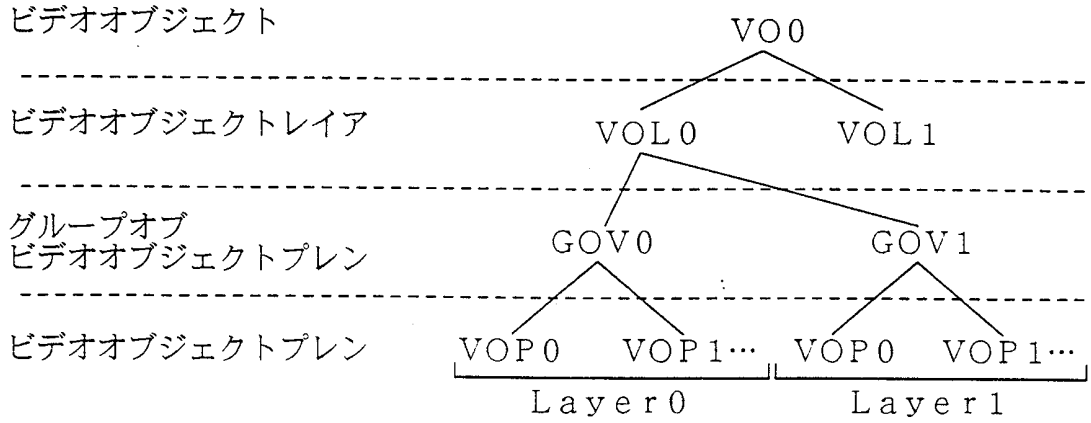 ビデオオブジェクト
VO0
ビデオオブジェクトレイア
VOL0 VOL1
グループオブ
ビデオオブジェクトプレン
GOV0 GOV1
ビデオオブジェクトプレン
VOP0 VOP1… VOP0 VOP1…
Layer0 Layer1